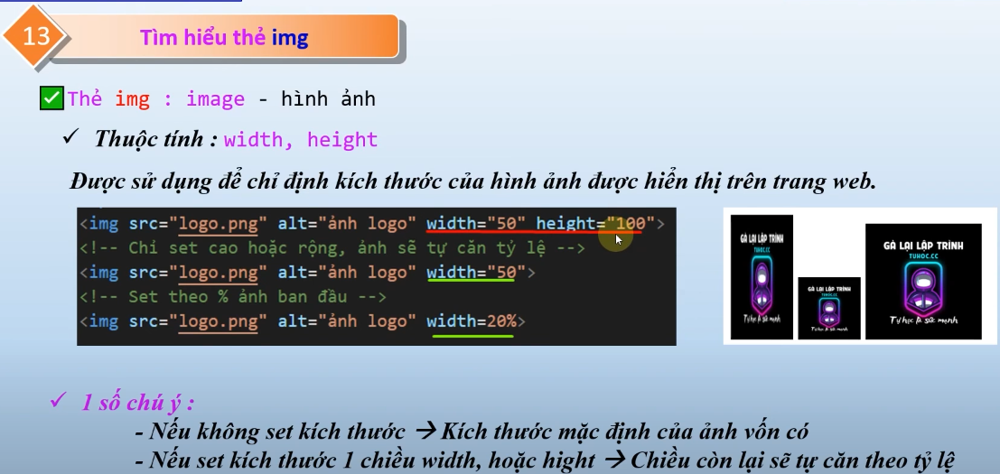 13
Tìm hiểu thẻ img
Thẻ img : image - hình ảnh
Thuộc tính : width, height
Được sử dụng để chỉ định kích thước của hình ảnh được hiển thị trên trang web.
<img src="logo.png" alt="ảnh logo" width="50" height="100">
<!-- Chỉ set cao hoặc rộng, ảnh sẽ tự căn tỷ lệ -->
<img src="logo.png" alt="ảnh logo" width="50">
<!-- Set theo % ảnh ban đầu -->
<img src="logo.png" alt="ảnh logo" width=20%>
GÀ LẠI LẬP TRÌNH
TUHOC.CC
Tự học là sức mạnh
GÀ LẠI LẬP TRÌNH
TUHOC.CC
Tự học là sức mạnh
GÀ LẠI LẬP TRÌNH
TUHOC.CC
Tự học là sức mạnh
1 số chú ý :
- Nếu không set kích thước → Kích thước mặc định của ảnh vốn có
- Nếu set kích thước 1 chiều width, hoặc hight → Chiều còn lại sẽ tự căn theo tỷ lệ